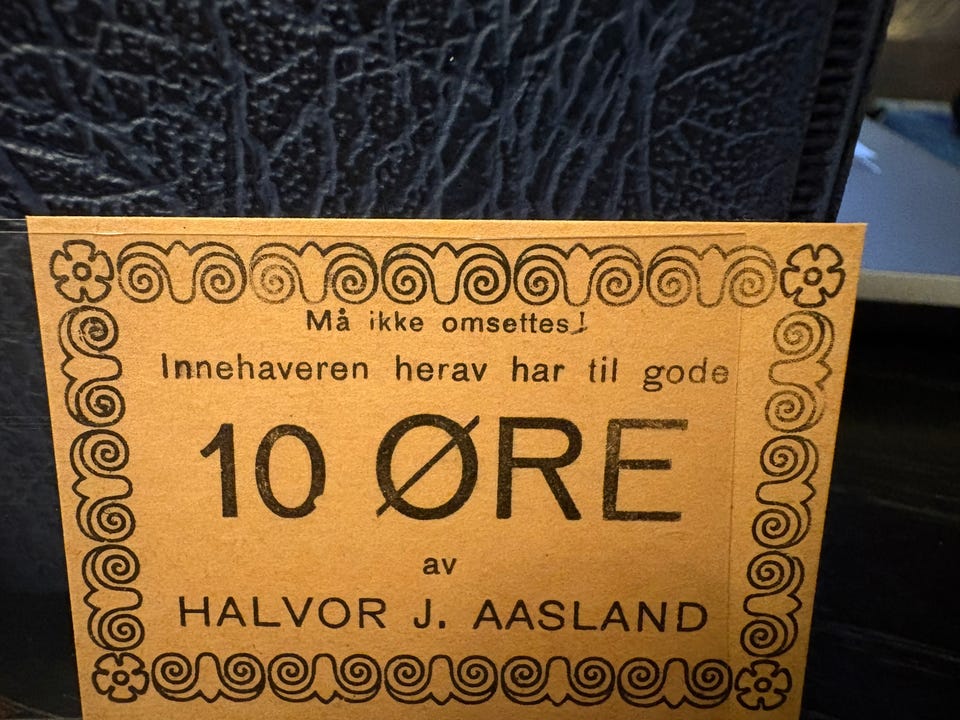 Må ikke omsettes!
Innehaveren herav har til gode
10 ØRE
av
HALVOR J. AASLAND